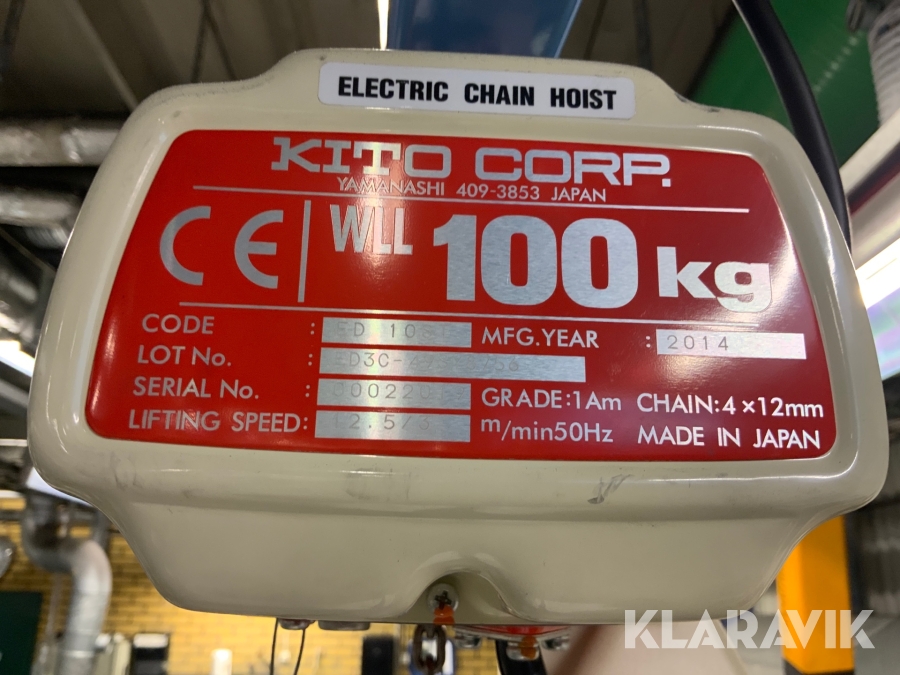 ELECTRIC CHAIN HOIST
KITO CORP.
YAMANASHI 409-3853 JAPAN
CE WLL 100 kg
CODE :
MFG.YEAR : 2014
LOT No. :
SERIAL No. :
GRADE:1Am CHAIN:4×12mm
LIFTING SPEED: m/min50Hz MADE IN JAPAN
KLARAVIK